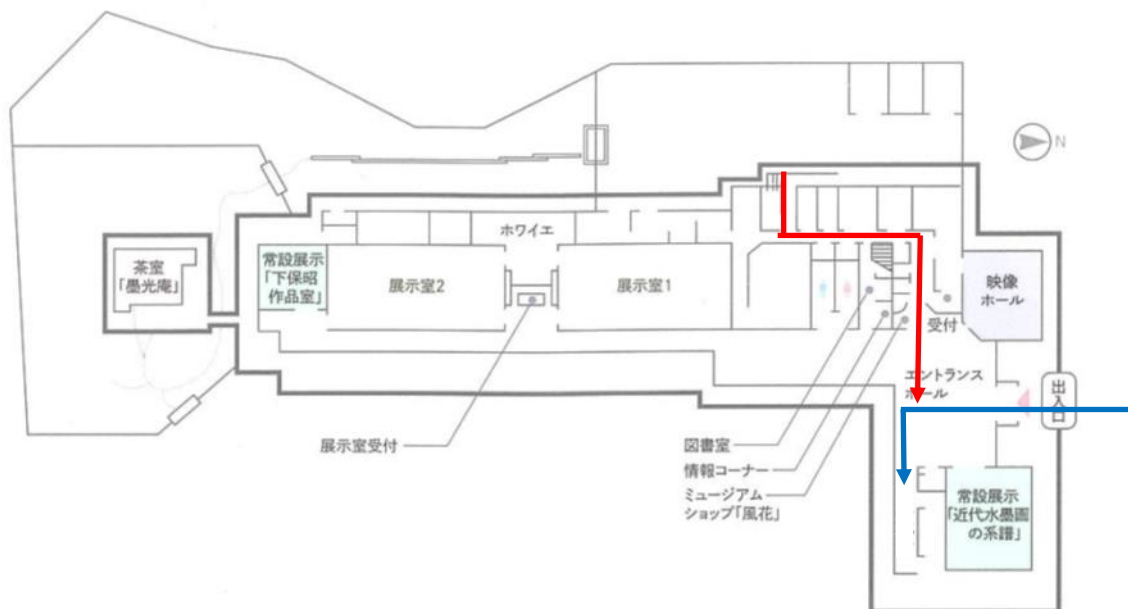 N
ホワイエ
茶室
「墨光庵」
常設展示
「下保昭
作品室」
展示室2
展示室1
映像
ホール
受付
エントランス
ホール
出入口
展示室受付
図書室
情報コーナー
ミュージアム
ショップ「風花」
常設展示
「近代水墨画
の系譜」